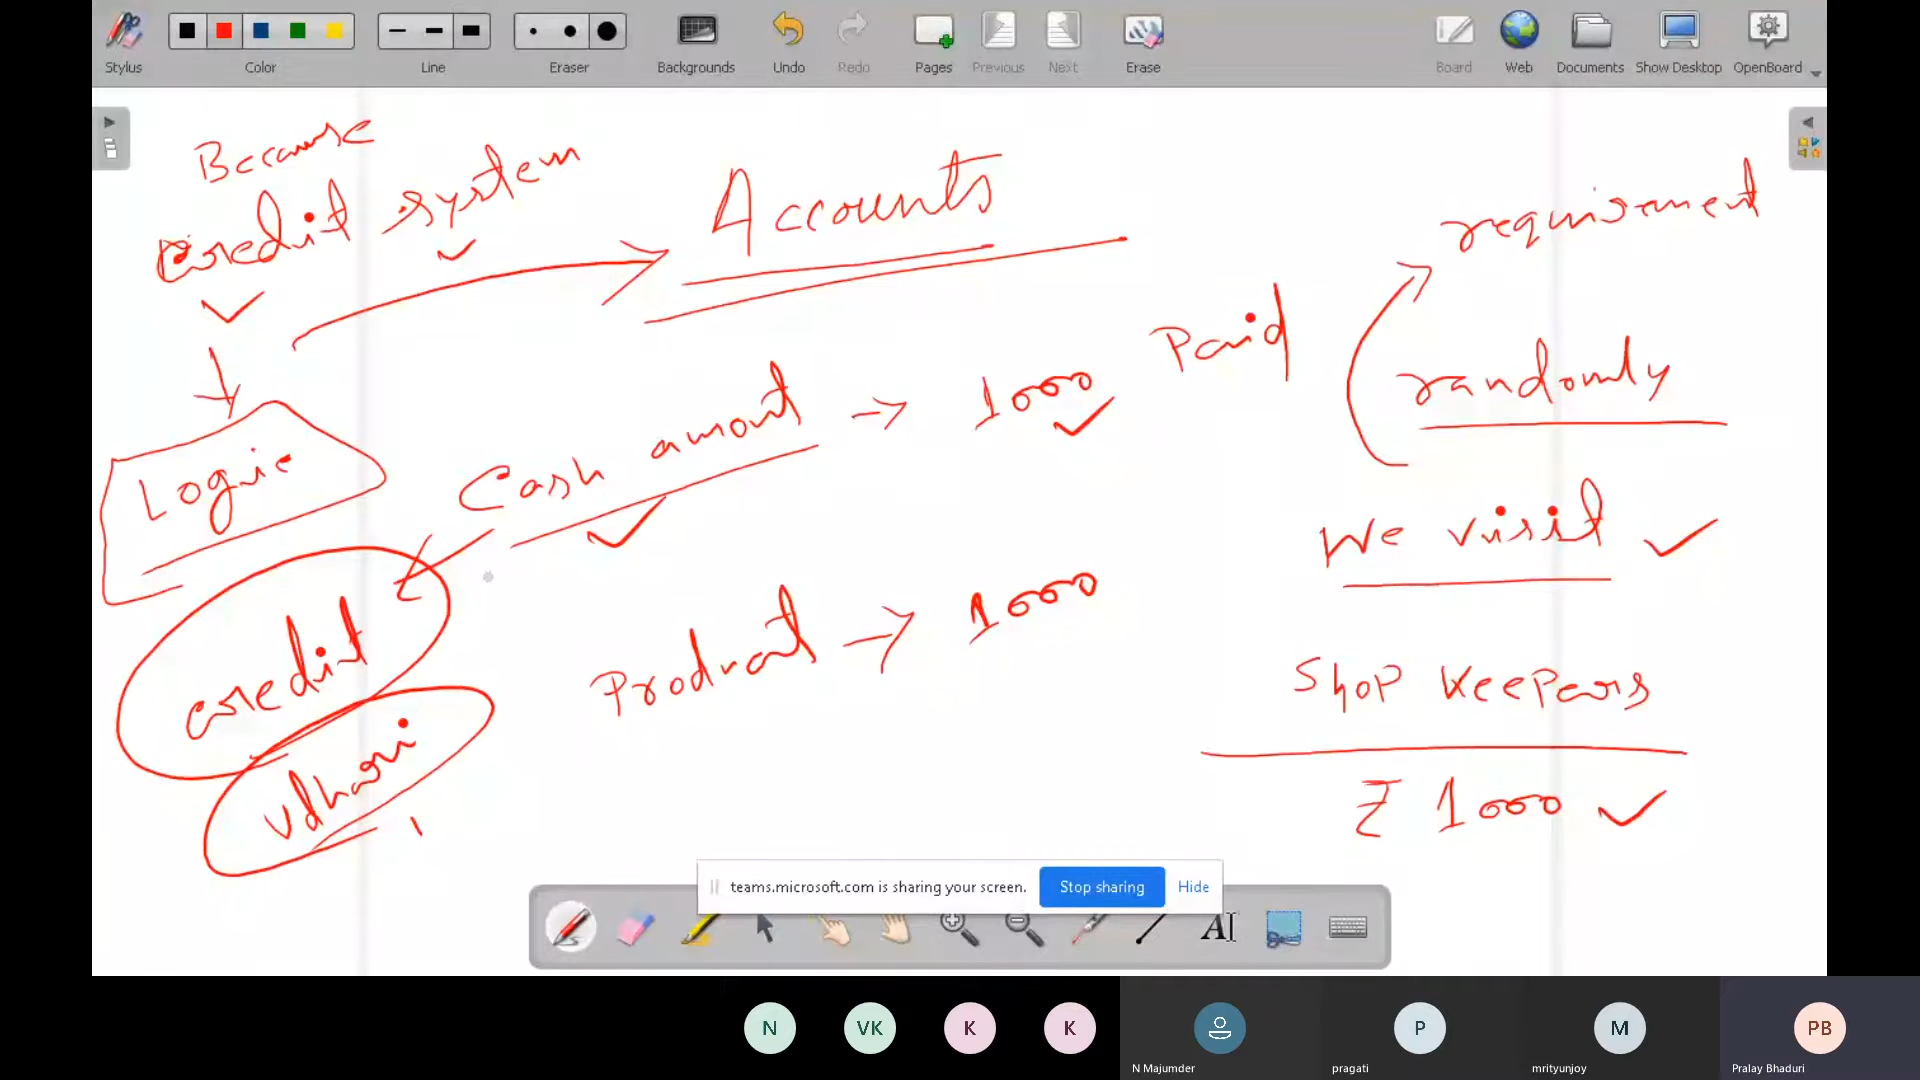 Stylus
Color
Line
Eraser
Backgrounds
Undo
Redo
Pages
Previous
Next
Erase
Board
Web
Documents
Show Desktop
OpenBoard
Because
credit system
Accounts
requirement
Paid
randomly
Cash amount → 1000
Logic
We visit
credit
Product → 1000
Shop Keepers
Udhari
₹ 1000
teams.microsoft.com is sharing your screen.
Stop sharing
Hide
AI
N
VK
K
K
P
M
PB
N Majumder
pragati
mrityunjoy
Pralay Bhaduri